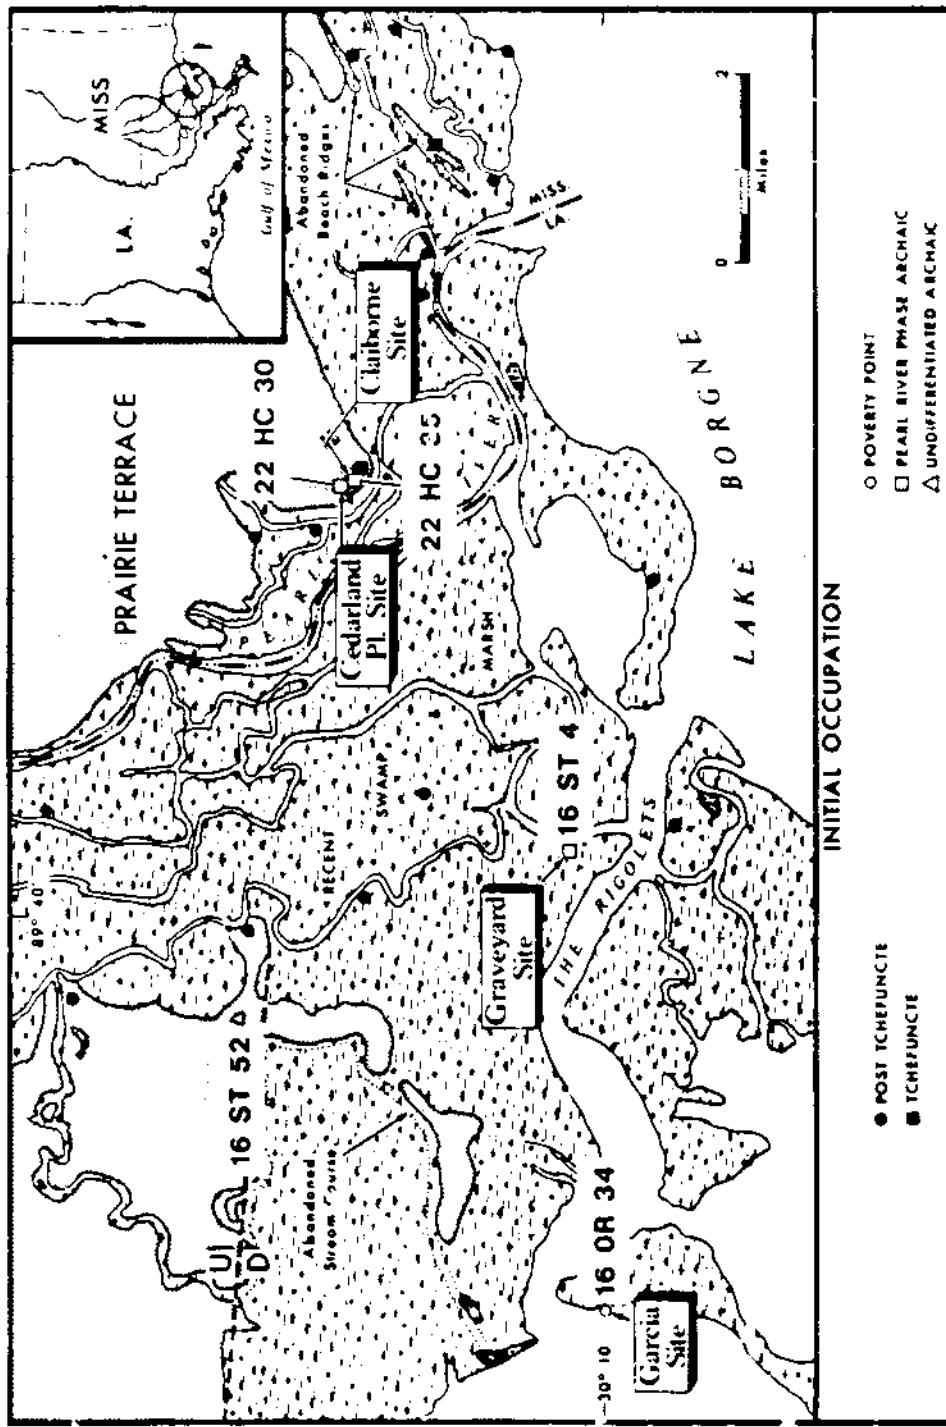 MISS
LA.
Gulf of Mexico
PRAIRIE TERRACE
Abandoned
Beach Ridges
22 HC 30
Claiborne
Site
MISS.
LA.
0 2
Miles
22 HC 35
Cedarland
Pl. Site
PEARL
RIVER
MARSH
LAKE BORGNE
89° 40'
RECENT
SWAMP
16 ST 4
Graveyard
Site
THE RIGOLETS
16 ST 52
U
D
Abandoned
Stream Course
30° 10
16 OR 34
Garcia
Site
INITIAL OCCUPATION
POST TCHEFUNCTE
TCHEFUNCTE
POVERTY POINT
PEARL RIVER PHASE ARCHAIC
UNDIFFERENTIATED ARCHAIC